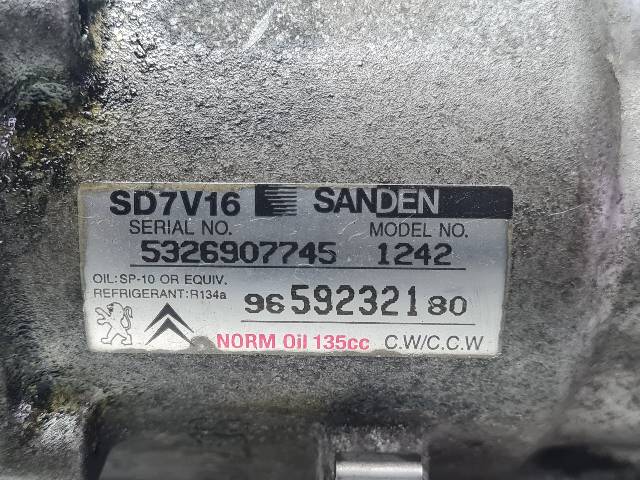 SD7V16 SANDEN
SERIAL NO. MODEL NO.
5326907745 1242
OIL:SP-10 OR EQUIV.
REFRIGERANT:R134a
9659232180
NORM Oil 135cc C.W/C.C.W